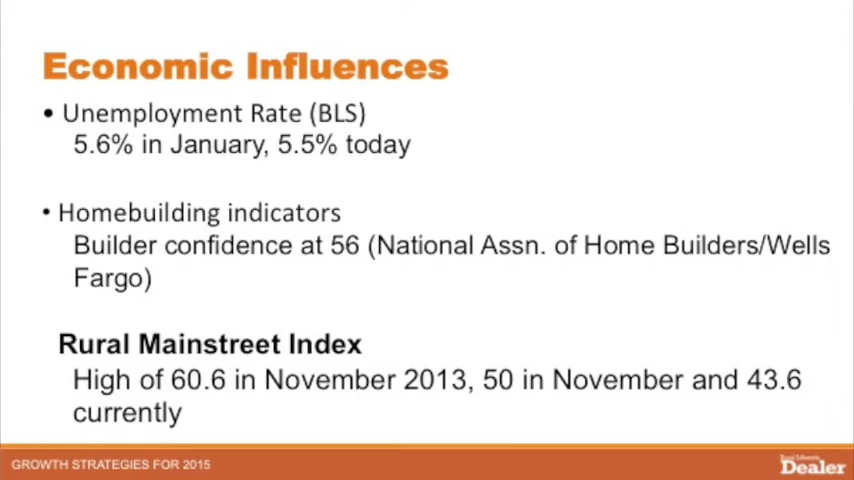 Economic Influences
• Unemployment Rate (BLS)
5.6% in January, 5.5% today
• Homebuilding indicators
Builder confidence at 56 (National Assn. of Home Builders/Wells
Fargo)
Rural Mainstreet Index
High of 60.6 in November 2013, 50 in November and 43.6
currently
GROWTH STRATEGIES FOR 2015
Dealer